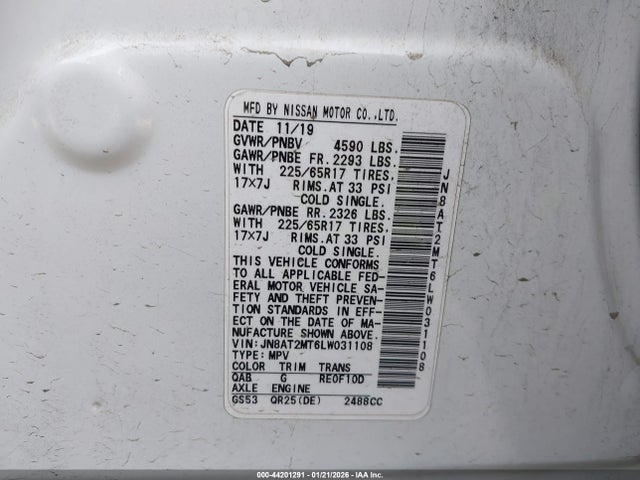 MFD BY NISSAN MOTOR CO.,LTD.
DATE 11/19
GVWR/PNBV 4590 LBS.
GAWR/PNBE FR. 2293 LBS.
WITH 225/65R17 TIRES,
17X7J RIMS.AT 33 PSI
COLD SINGLE.
GAWR/PNBE RR. 2326 LBS.
WITH 225/65R17 TIRES,
17X7J RIMS.AT 33 PSI
COLD SINGLE.
THIS VEHICLE CONFORMS
TO ALL APPLICABLE FED-
ERAL MOTOR VEHICLE SA-
FETY AND THEFT PREVEN-
TION STANDARDS IN EFF-
ECT ON THE DATE OF MA-
NUFACTURE SHOWN ABOVE.
VIN:JN8AT2MT6LW031108
TYPE:MPV
COLOR TRIM TRANS
QAB G RE0F10D
AXLE ENGINE
GS53 QR25(DE) 2488CC
JN8AT2MT6LW031108
000-44201291 - 01/21/2026 - IAA Inc.